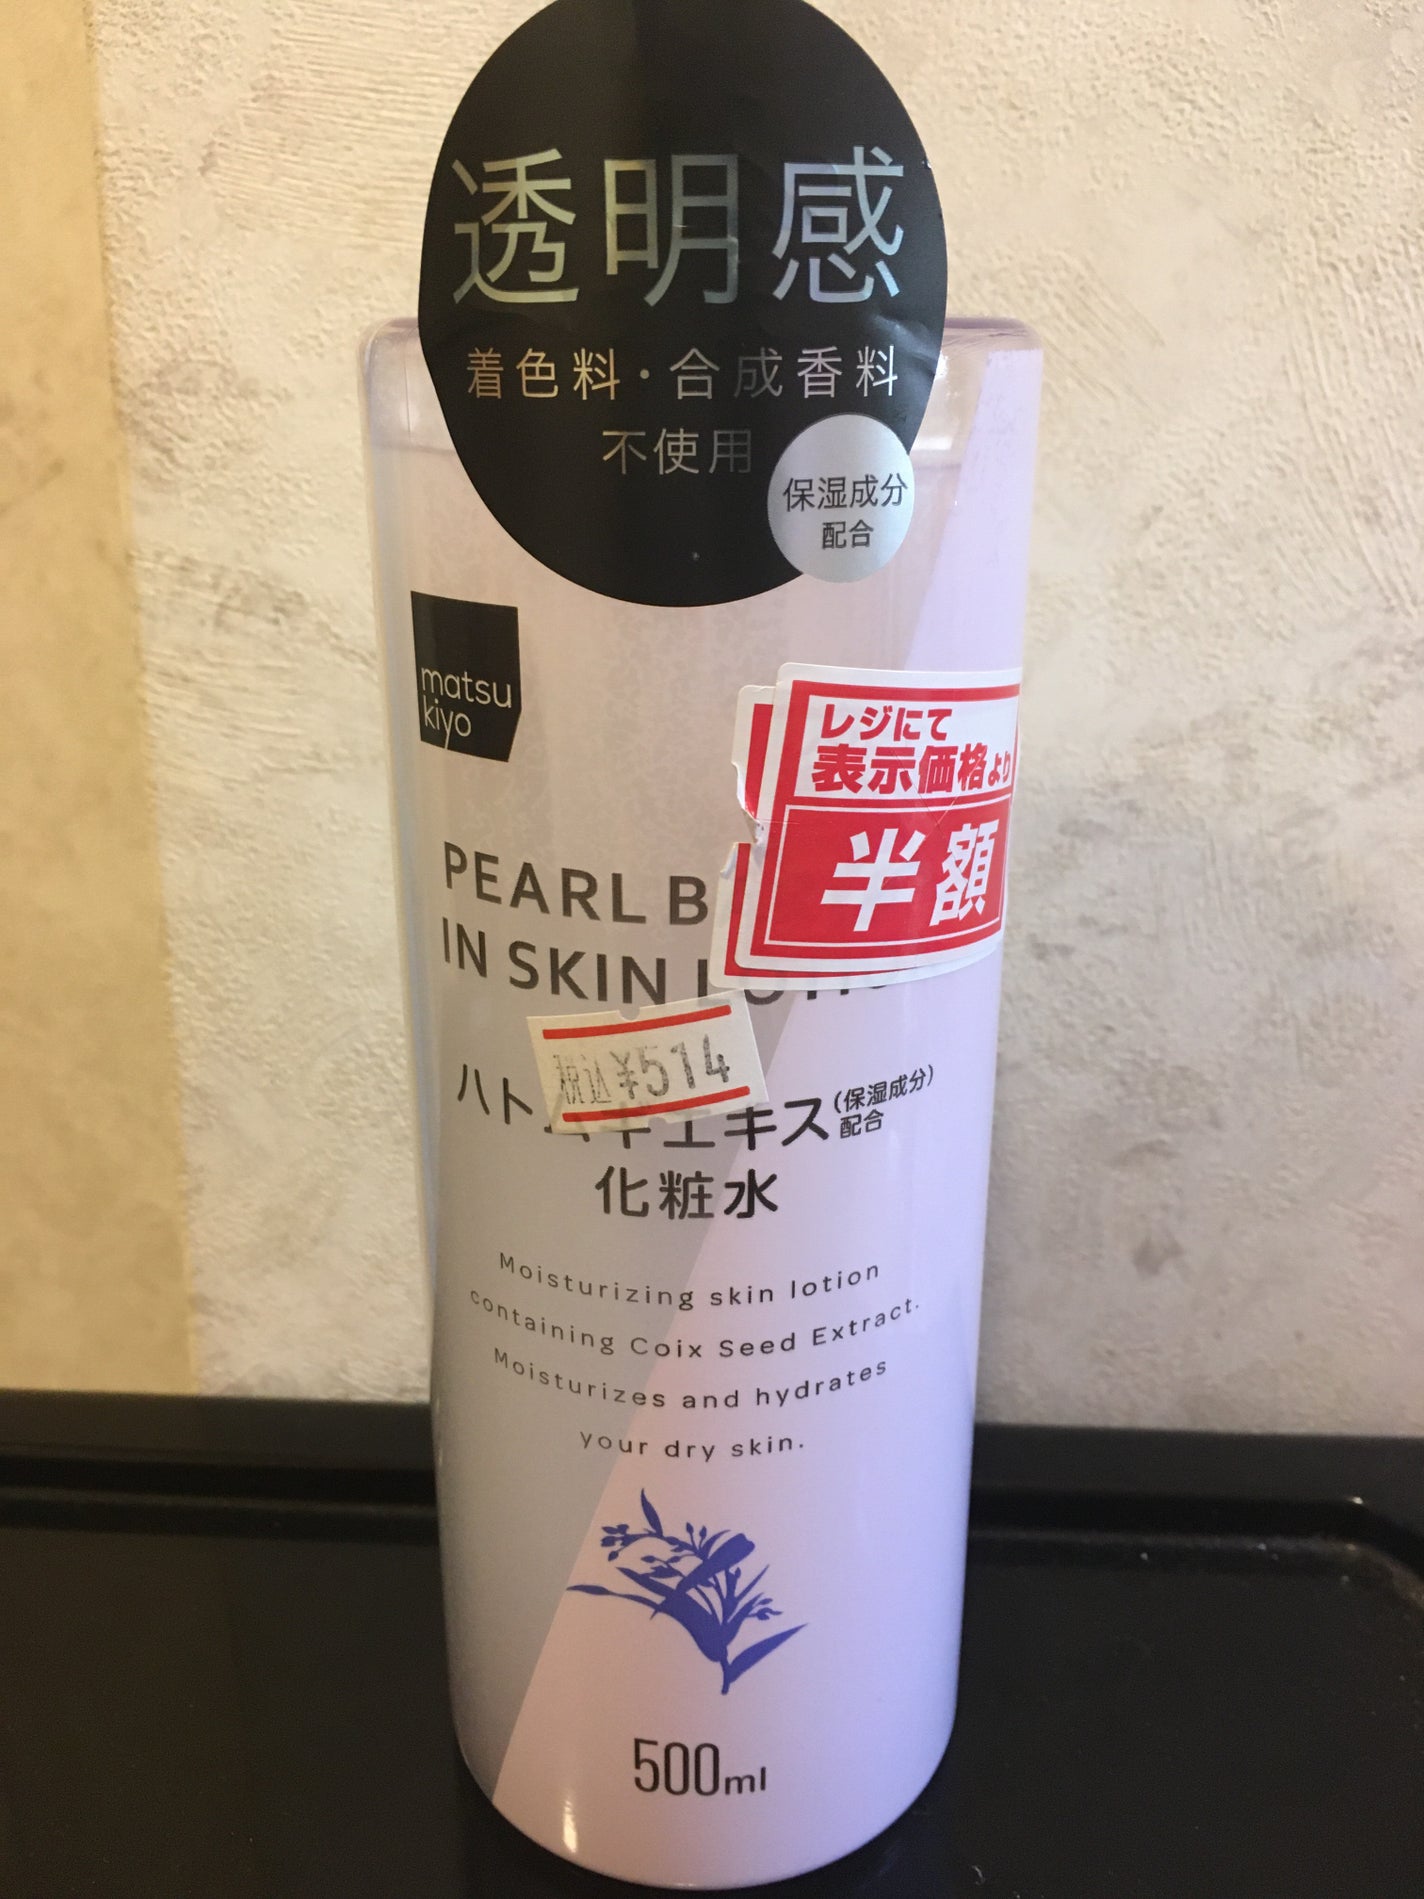 透明感
着色料・合成香料
不使用
保湿成分
配合
matsu
kiyo
レジにて
表示価格より
半額
PEARL B
IN SKIN
税込¥514
ハト
エキス(保湿成分)
配合
化粧水
Moisturizing skin lotion
containing Coix Seed Extract.
Moisturizes and hydrates
your dry skin.
500ml